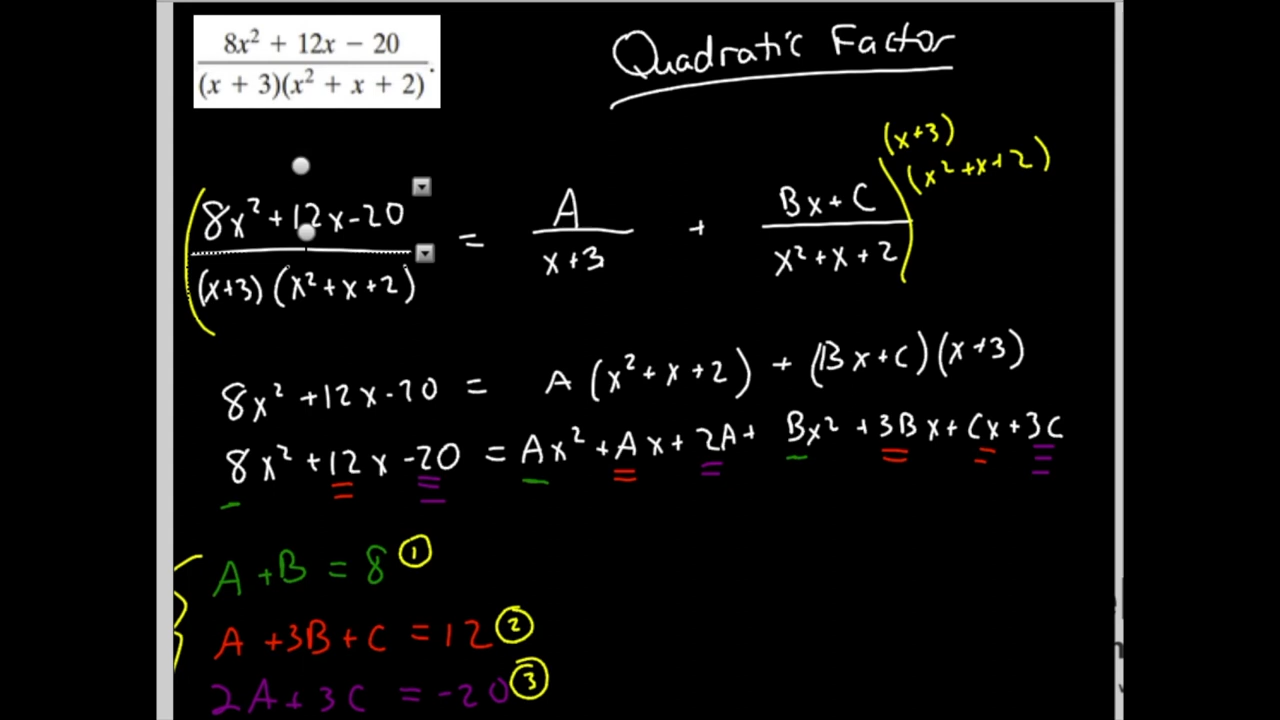 8x² + 12x − 20
(x + 3)(x² + x + 2).
Quadratic Factor
(x+3)
(x²+x+2)
8x²+12x-20 = A + Bx+C
(x+3)(x²+x+2) x+3 x²+x+2
8x²+12x-20 = A(x²+x+2) + (Bx+C)(x+3)
8x²+12x-20 = Ax²+Ax+2A+ Bx²+3Bx+Cx+3C
A+B=8 ①
A+3B+C=12 ②
2A+3C=-20 ③